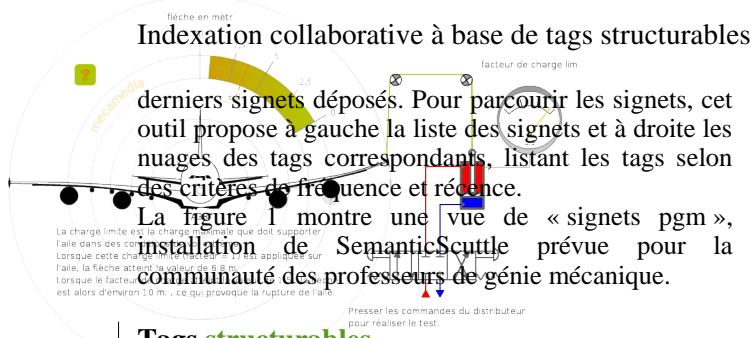 flèche en mètr
Indexation collaborative à base de tags structurables
2,5
0
facteur de charge lim
?
mecamedia
derniers signets déposés. Pour parcourir les signets, cet
outil propose à gauche la liste des signets et à droite les
nuages des tags correspondants, listant les tags selon
des critères de fréquence et récence.
La figure 1 montre une vue de « signets pgm »,
installation de SemanticScuttle prévue pour la
communauté des professeurs de génie mécanique.
La charge limite est la charge maximale que doit supporter
l'aile dans des
Lorsque cette charge limite (facteur = 1) est appliquée sur
l'aile, la flèche atteint la valeur de 6,8 m.
Lorsque le facteur
est alors d'environ 10 m. , ce qui provoque la rupture de l'aile.
Presser les commandes du distributeur
pour réaliser le test.
Tags structurables